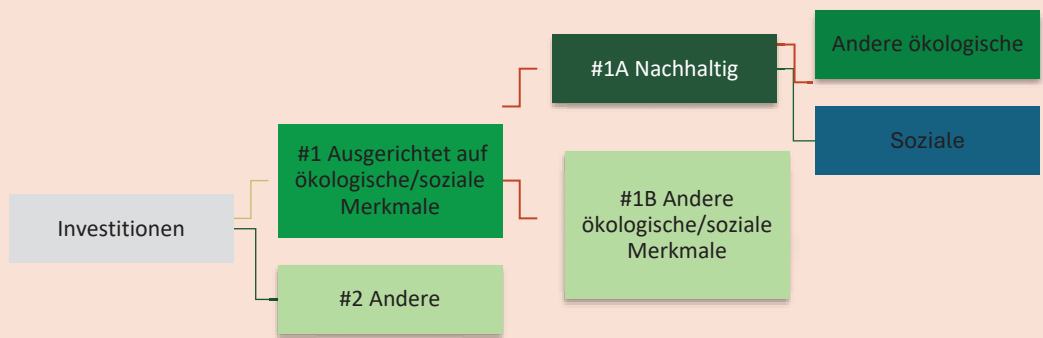 Investitionen
#1 Ausgerichtet auf
ökologische/soziale
Merkmale
#2 Andere
#1A Nachhaltig
#1B Andere
ökologische/soziale
Merkmale
Andere ökologische
Soziale